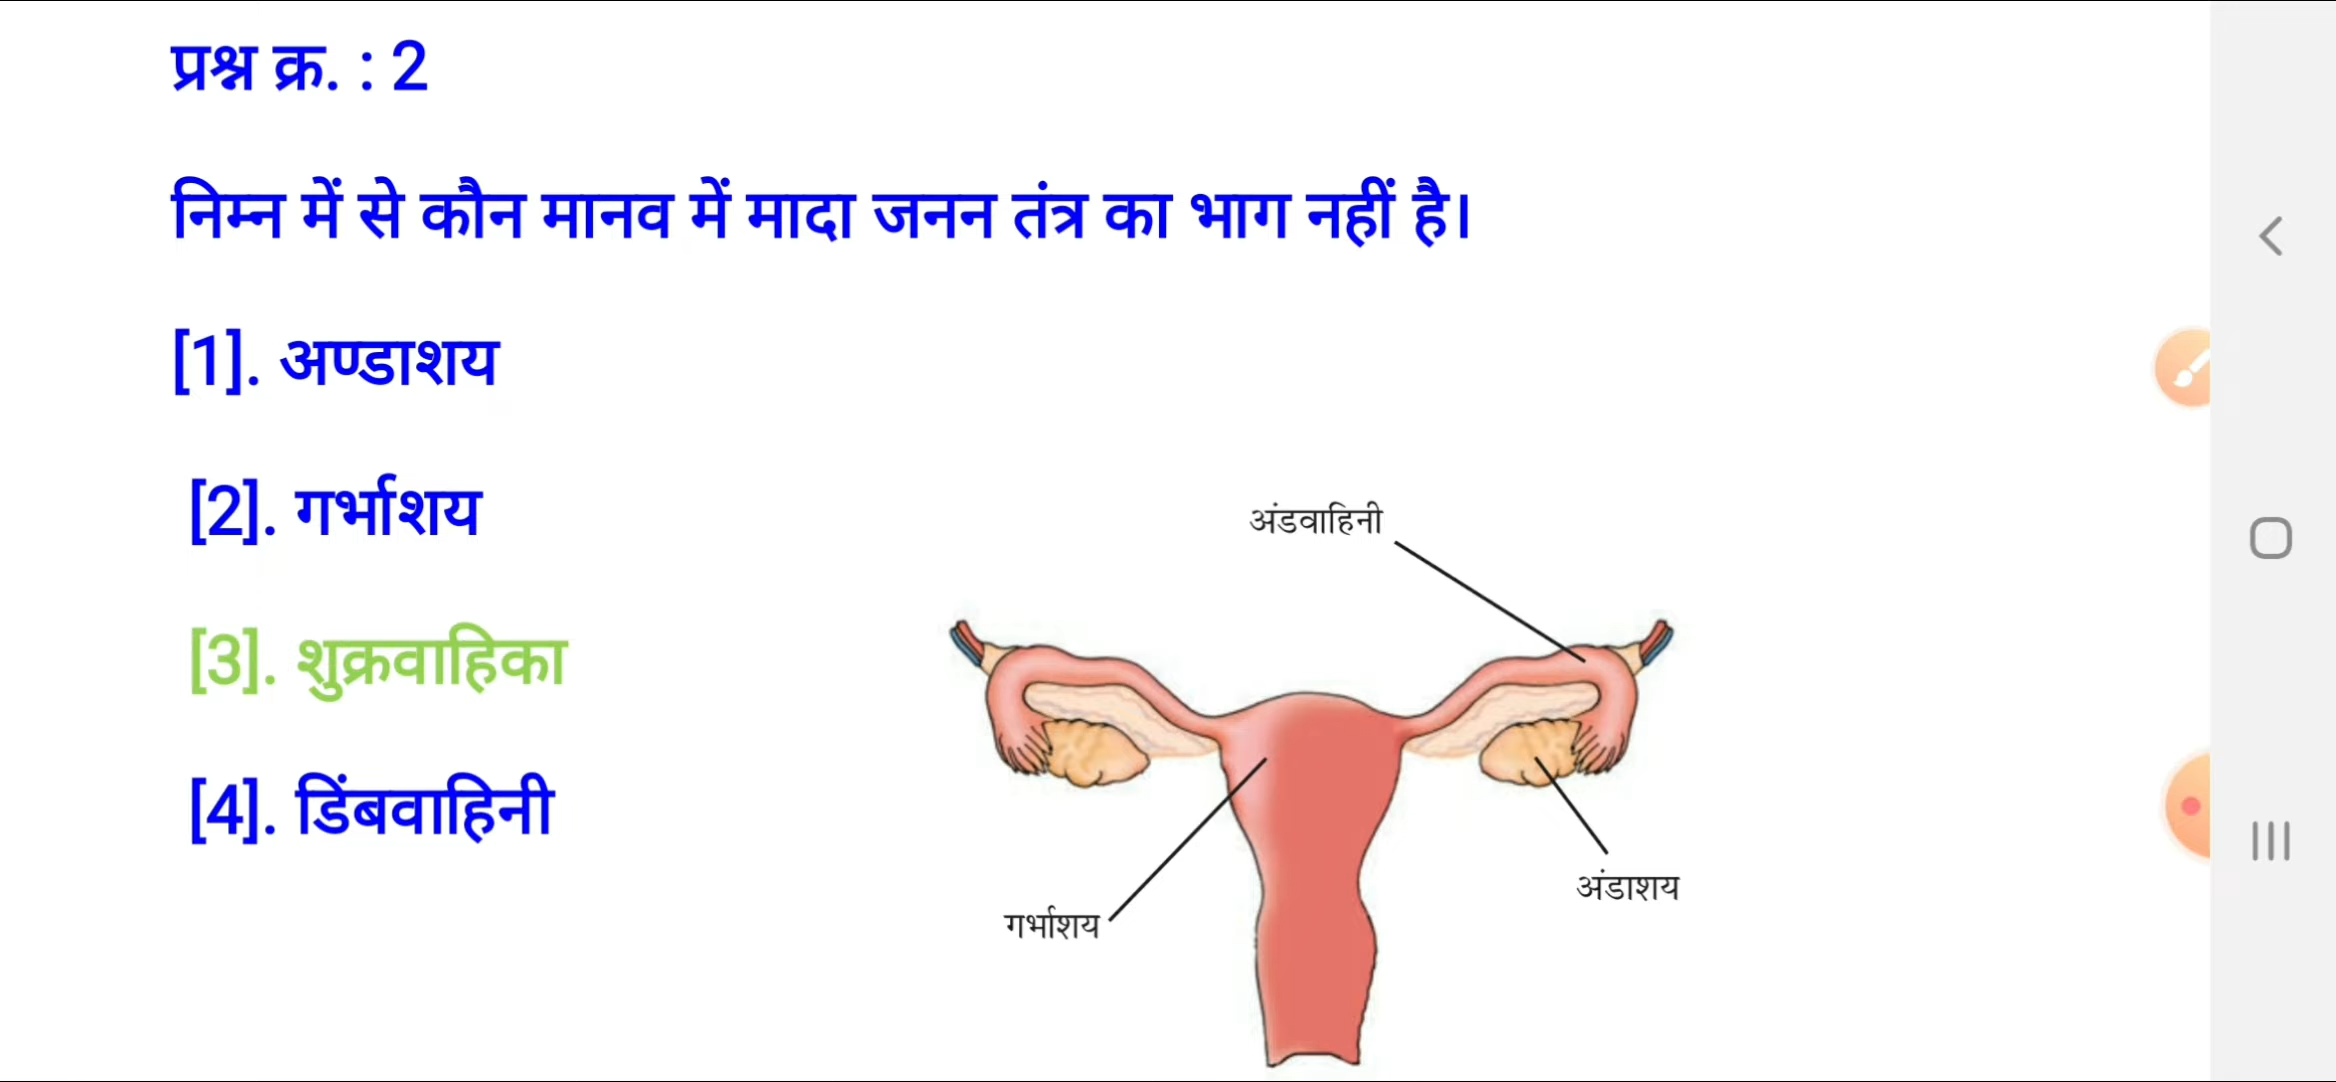 प्रश्न क्र. : 2
निम्न में से कौन मानव में मादा जनन तंत्र का भाग नहीं है।
[1]. अण्डाशय
[2]. गर्भाशय
[3]. शुक्रवाहिका
[4]. डिंबवाहिनी
अंडवाहिनी
अंडाशय
गर्भाशय